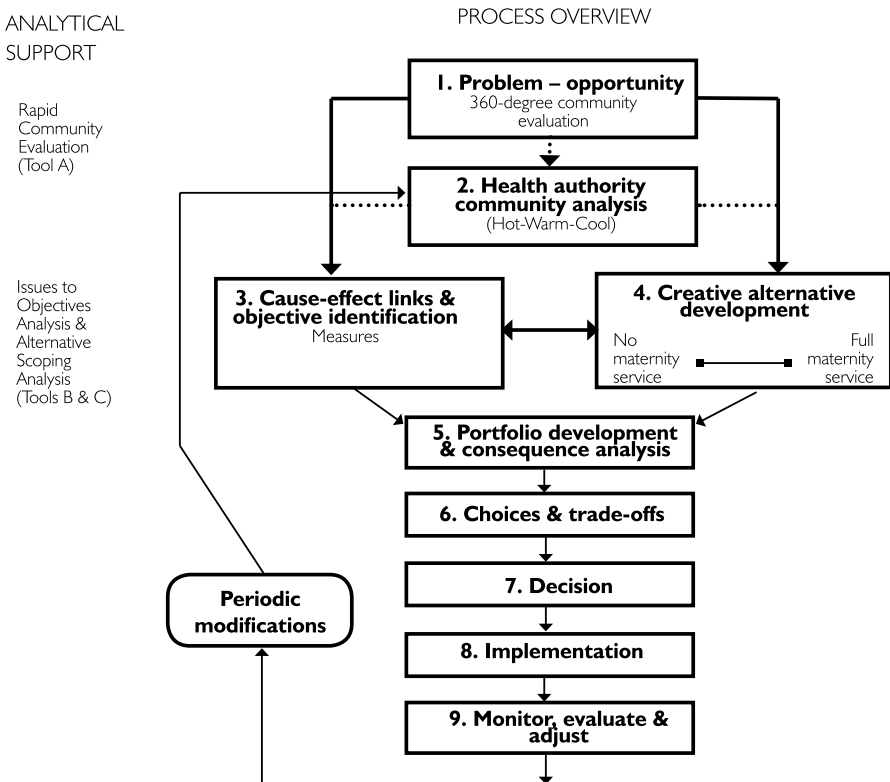 ANALYTICAL
SUPPORT
PROCESS OVERVIEW
Rapid
Community
Evaluation
(Tool A)
1. Problem – opportunity
360-degree community
evaluation
2. Health authority
community analysis
(Hot-Warm-Cool)
Issues to
Objectives
Analysis &
Alternative
Scoping
Analysis
(Tools B & C)
3. Cause-effect links &
objective identification
Measures
4. Creative alternative
development
No
maternity
service
Full
maternity
service
5. Portfolio development
& consequence analysis
6. Choices & trade-offs
7. Decision
Periodic
modifications
8. Implementation
9. Monitor, evaluate &
adjust